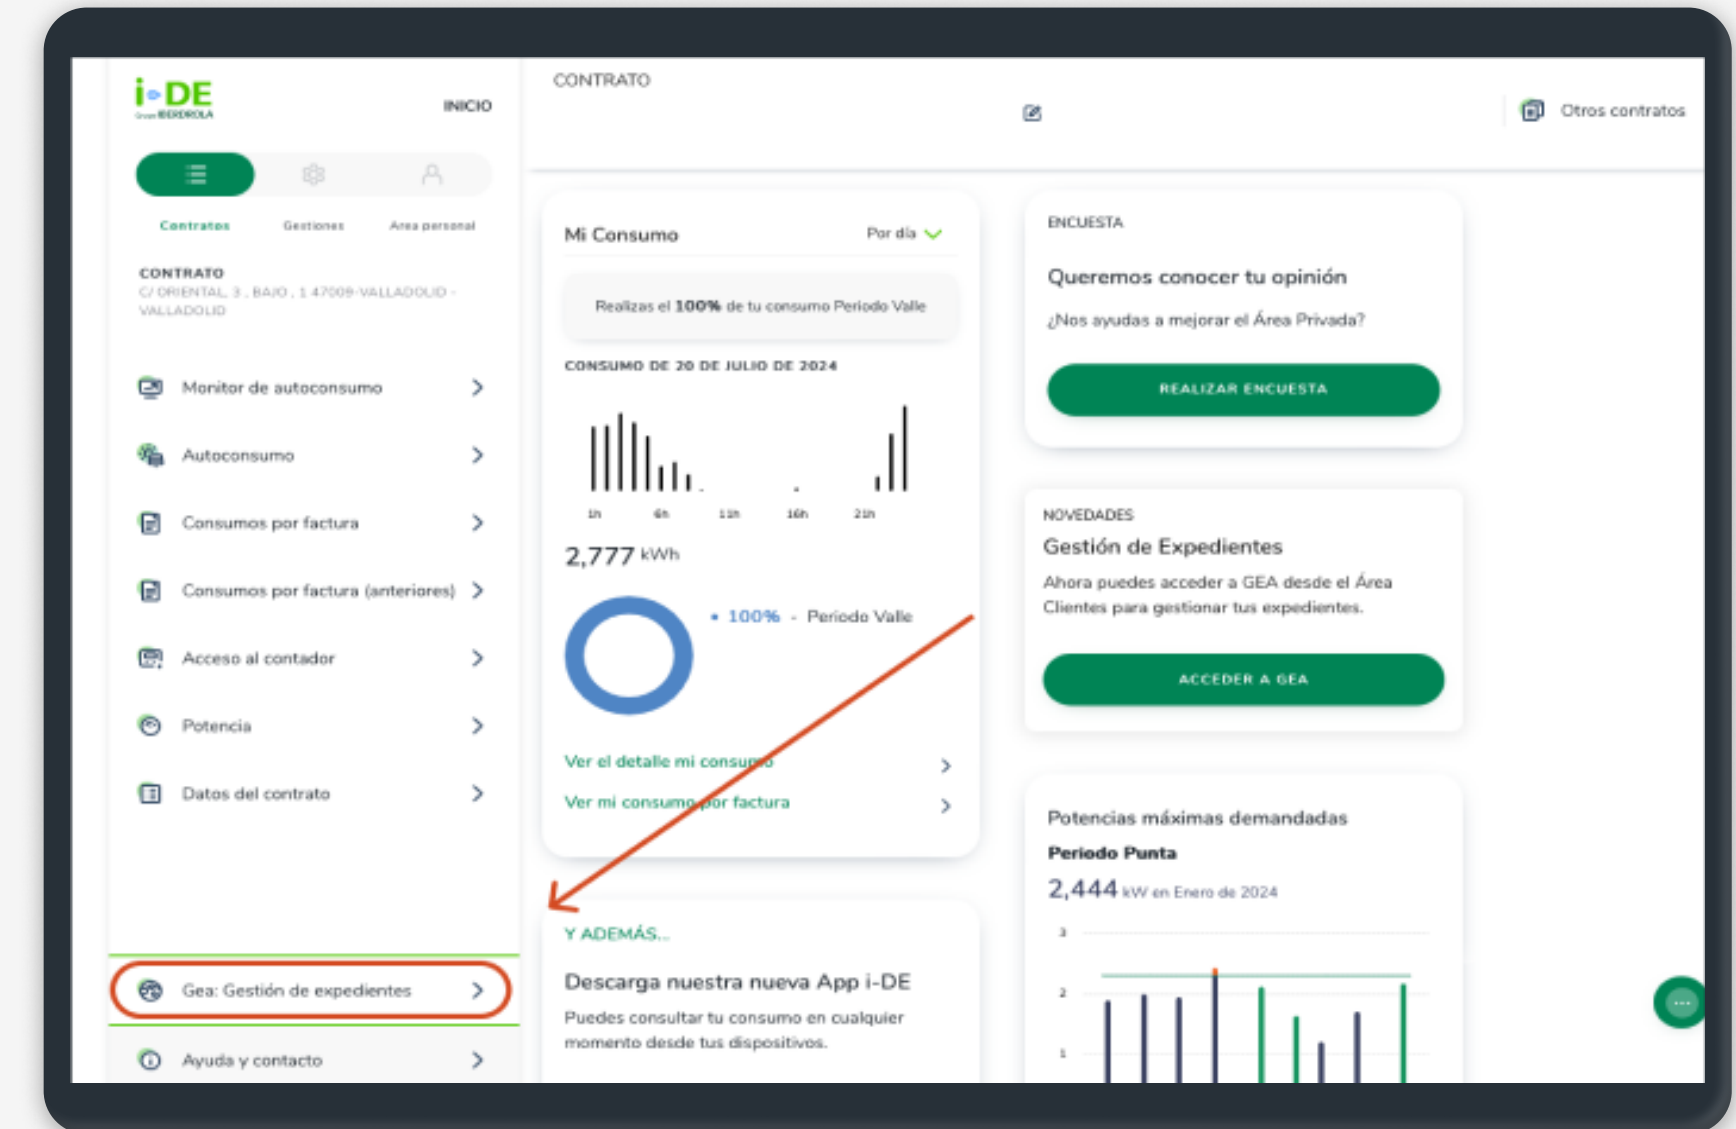 i-DE
Grupo IBERDROLA
INICIO
Contratos
Gestiones
Area personal
CONTRATO
C/ ORIENTAL, 3 , BAJO , 1 47009-VALLADOLID -
VALLADOLID
Monitor de autoconsumo
Autoconsumo
Consumos por factura
Consumos por factura (anteriores)
Acceso al contador
Potencia
Datos del contrato
Gea: Gestión de expedientes
Ayuda y contacto
CONTRATO
Otros contratos
Mi Consumo
Por día
Realizas el 100% de tu consumo Periodo Valle
CONSUMO DE 20 DE JULIO DE 2024
1h 6h 11h 16h 21h
2,777 kWh
• 100% - Periodo Valle
Ver el detalle mi consumo
Ver mi consumo por factura
Y ADEMÁS...
Descarga nuestra nueva App i-DE
Puedes consultar tu consumo en cualquier
momento desde tus dispositivos.
ENCUESTA
Queremos conocer tu opinión
¿Nos ayudas a mejorar el Área Privada?
REALIZAR ENCUESTA
NOVEDADES
Gestión de Expedientes
Ahora puedes acceder a GEA desde el Área
Clientes para gestionar tus expedientes.
ACCEDER A GEA
Potencias máximas demandadas
Periodo Punta
2,444 kW en Enero de 2024
3
2
1